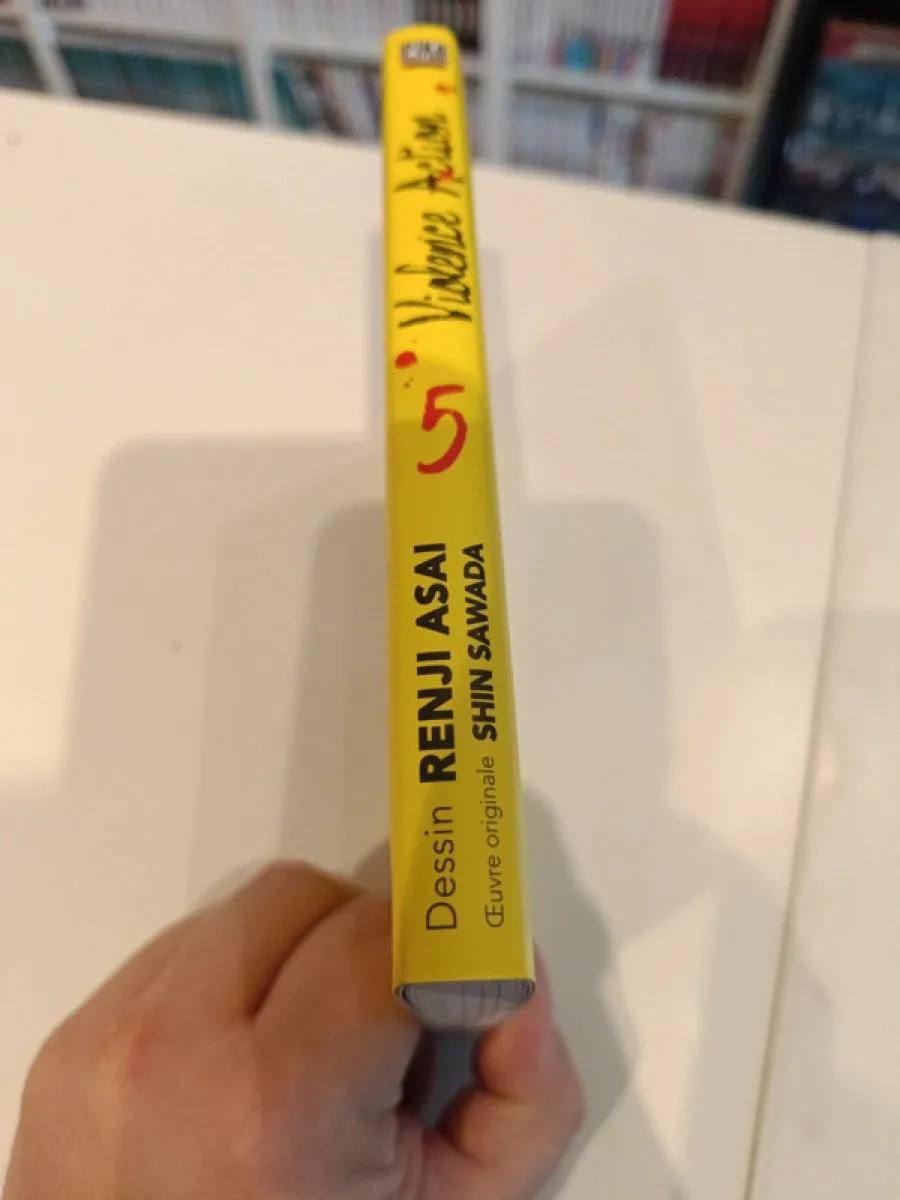 Violence Action
5
Dessin RENJI ASAI
Œuvre originale SHIN SAWADA